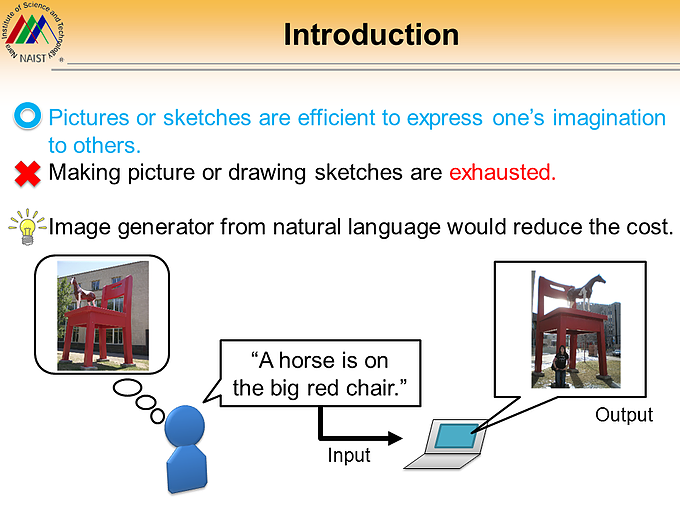 Nara Institute of Science and Technology
NAIST
®
Introduction
Pictures or sketches are efficient to express one’s imagination
to others.
Making picture or drawing sketches are exhausted.
Image generator from natural language would reduce the cost.
“A horse is on
the big red chair.”
Output
Input